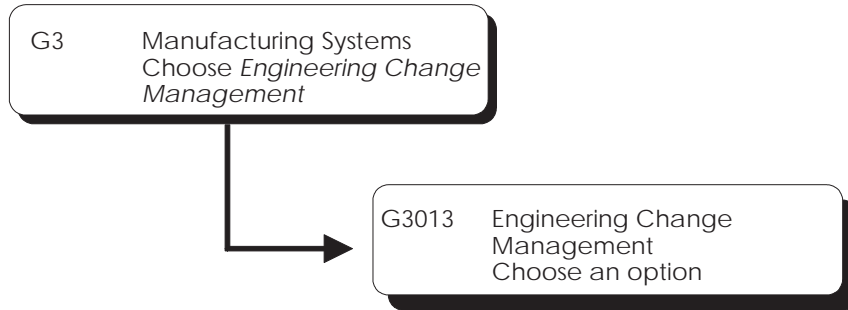 G3 Manufacturing Systems
Choose Engineering Change
Management
G3013 Engineering Change
Management
Choose an option